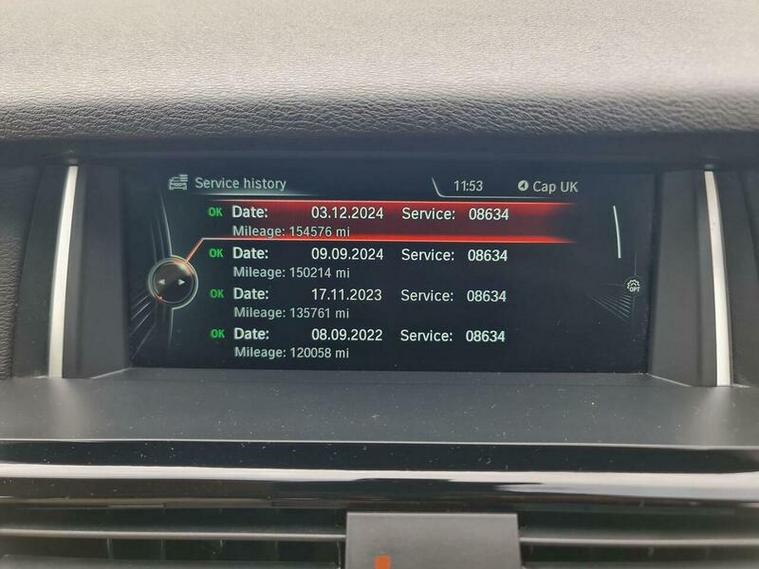 Service history 11:53 Cap UK
OK Date: 03.12.2024 Service: 08634
Mileage: 154576 mi
OK Date: 09.09.2024 Service: 08634
Mileage: 150214 mi
OK Date: 17.11.2023 Service: 08634
Mileage: 135761 mi
OK Date: 08.09.2022 Service: 08634
Mileage: 120058 mi
OPT